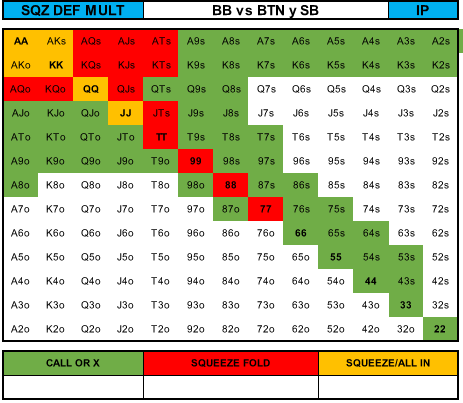 SQZ DEF MULT BB vs BTN y SB IP
AA AKs AQs AJs ATs A9s A8s A7s A6s A5s A4s A3s A2s
AKo KK KQs KJs KTs K9s K8s K7s K6s K5s K4s K3s K2s
AQo KQo QQ QJs QTs Q9s Q8s Q7s Q6s Q5s Q4s Q3s Q2s
AJo KJo QJo JJ JTs J9s J8s J7s J6s J5s J4s J3s J2s
ATo KTo QTo JTo TT T9s T8s T7s T6s T5s T4s T3s T2s
A9o K9o Q9o J9o T9o 99 98s 97s 96s 95s 94s 93s 92s
A8o K8o Q8o J8o T8o 98o 88 87s 86s 85s 84s 83s 82s
A7o K7o Q7o J7o T7o 97o 87o 77 76s 75s 74s 73s 72s
A6o K6o Q6o J6o T6o 96o 86o 76o 66 65s 64s 63s 62s
A5o K5o Q5o J5o T5o 95o 85o 75o 65o 55 54s 53s 52s
A4o K4o Q4o J4o T4o 94o 84o 74o 64o 54o 44 43s 42s
A3o K3o Q3o J3o T3o 93o 83o 73o 63o 53o 43o 33 32s
A2o K2o Q2o J2o T2o 92o 82o 72o 62o 52o 42o 32o 22
CALL OR X SQUEEZE FOLD SQUEEZE/ALL IN